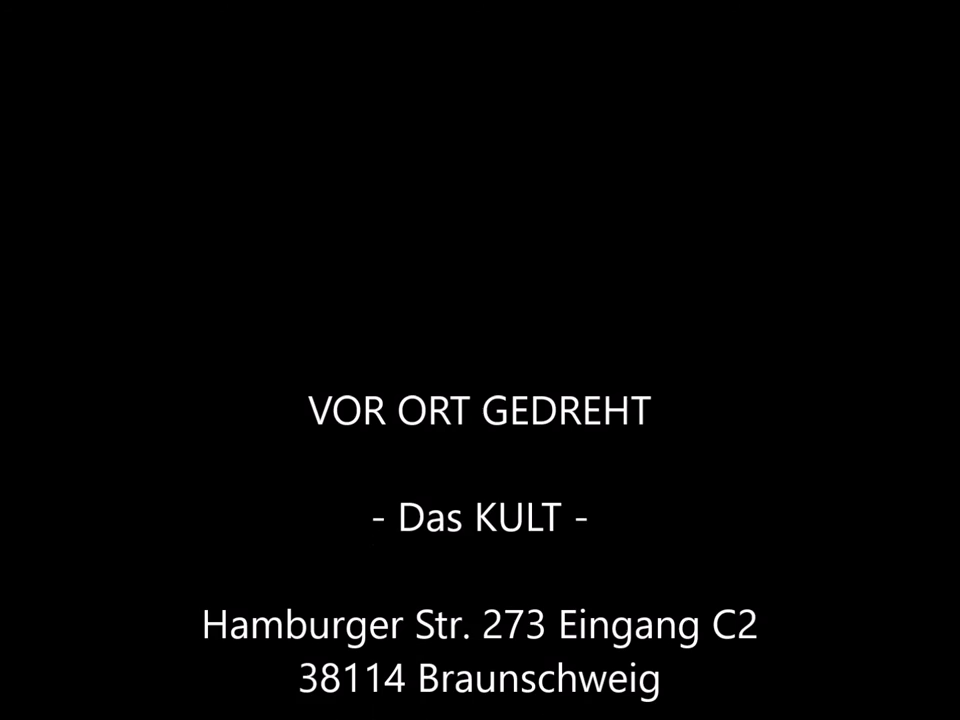 VOR ORT GEDREHT
- Das KULT -
Hamburger Str. 273 Eingang C2
38114 Braunschweig